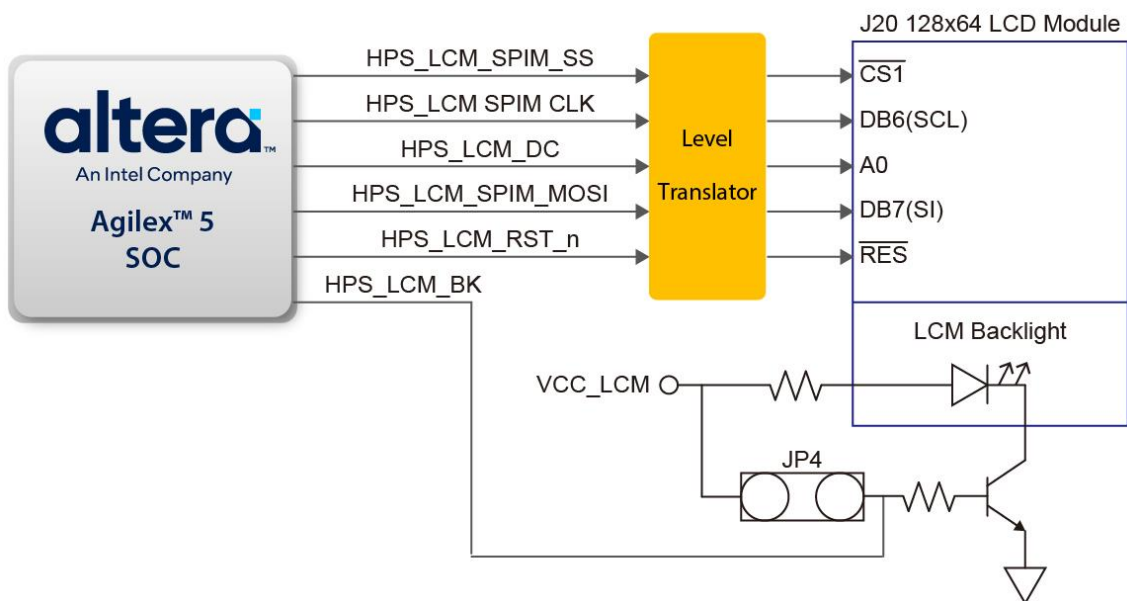 J20 128x64 LCD Module
HPS_LCM_SPIM_SS
CS1
HPS_LCM SPIM CLK
DB6(SCL)
HPS_LCM_DC
A0
HPS_LCM_SPIM_MOSI
DB7(SI)
HPS_LCM_RST_n
RES
HPS_LCM_BK
altera™
An Intel Company
Agilex™ 5
SOC
Level
Translator
LCM Backlight
VCC_LCM
JP4